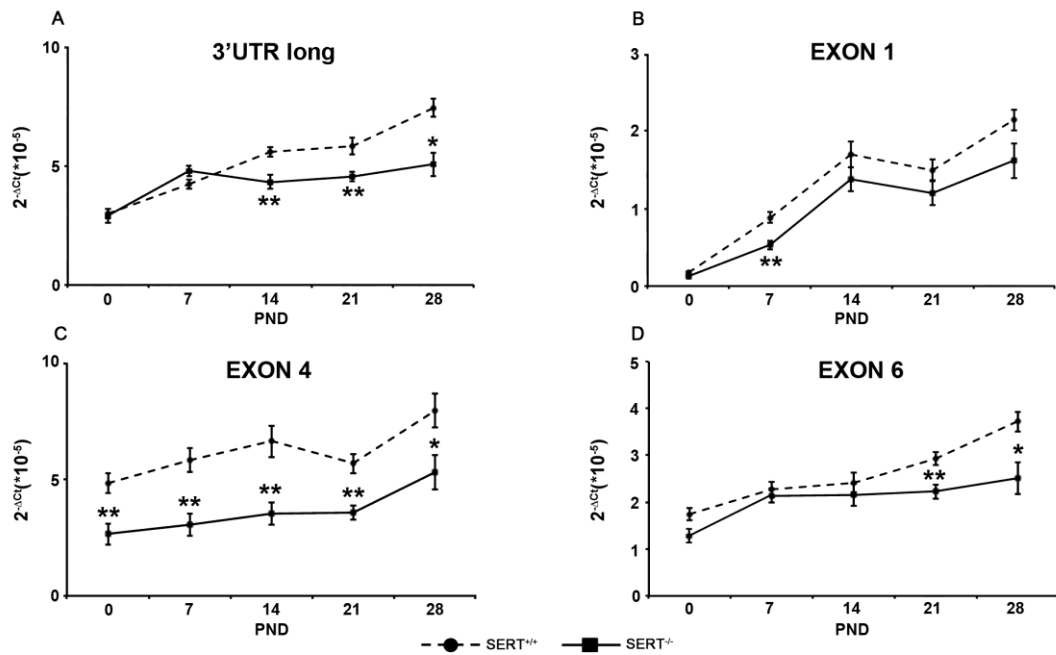 A
3'UTR long
2-ΔCt(*10-5)
10
5
0
*
**
**
0 7 14 21 28
PND
B
EXON 1
2-ΔCt(*10-5)
3
2
1
0
**
0 7 14 21 28
PND
C
EXON 4
2-ΔCt(*10-5)
10
5
0
*
**
**
**
**
0 7 14 21 28
PND
D
EXON 6
2-ΔCt(*10-5)
5
4
3
2
1
0
*
**
0 7 14 21 28
PND
SERT+/+ SERT-/-